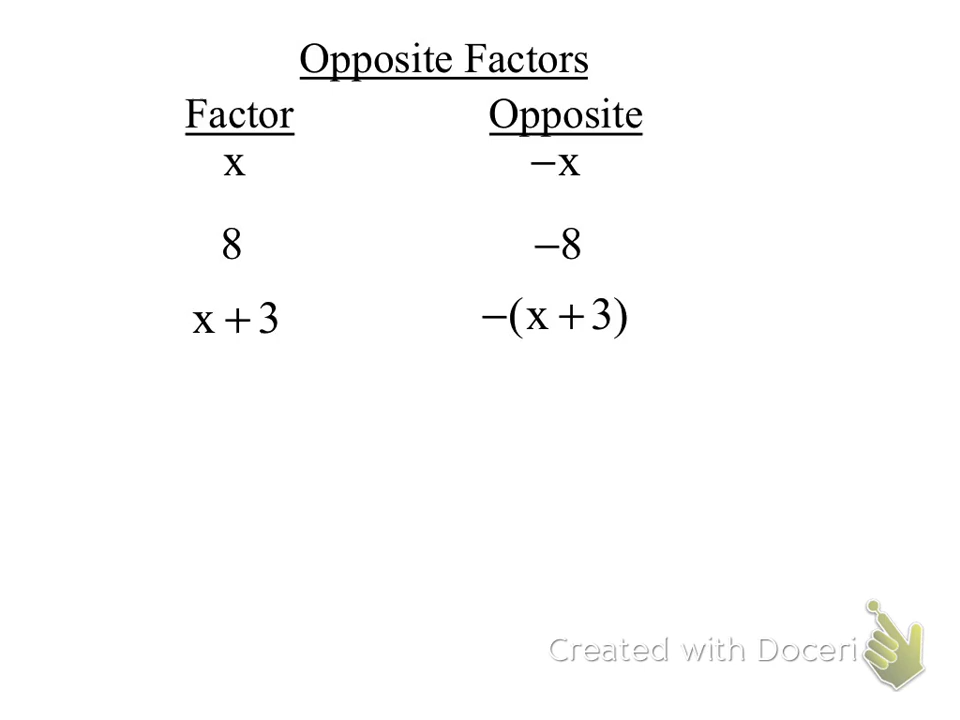 Opposite Factors
Factor Opposite
x −x
8 −8
x + 3 −(x + 3)
Created with Doceri